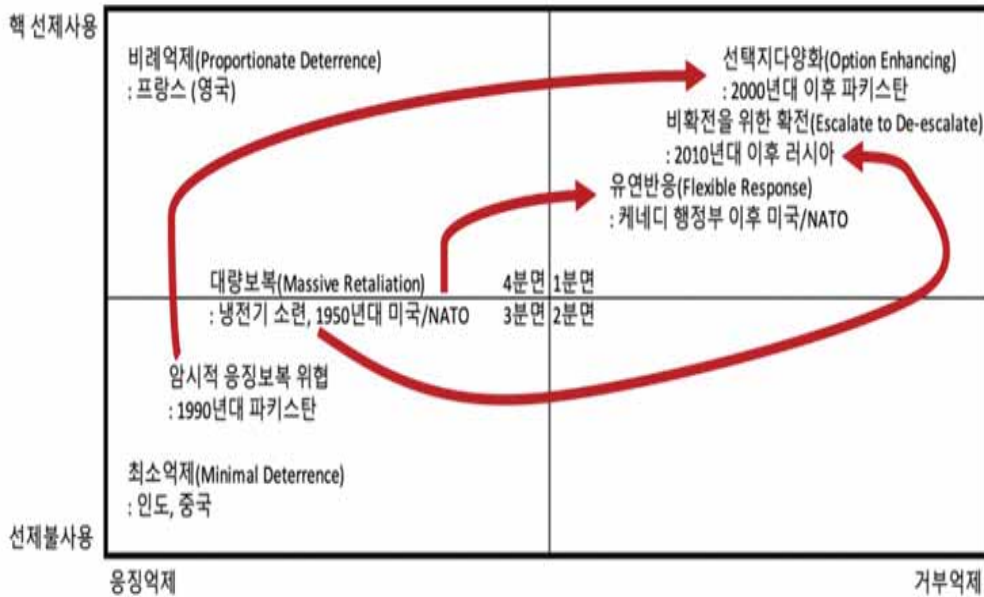 핵 선제사용
비례억제(Proportionate Deterrence)
: 프랑스 (영국)
선택지다양화(Option Enhancing)
: 2000년대 이후 파키스탄
비확전을 위한 확전(Escalate to De-escalate)
: 2010년대 이후 러시아
유연반응(Flexible Response)
: 케네디 행정부 이후 미국/NATO
대량보복(Massive Retaliation)
: 냉전기 소련, 1950년대 미국/NATO
4분면 1분면
3분면 2분면
암시적 응징보복 위협
: 1990년대 파키스탄
최소억제(Minimal Deterrence)
: 인도, 중국
선제불사용
응징억제
거부억제